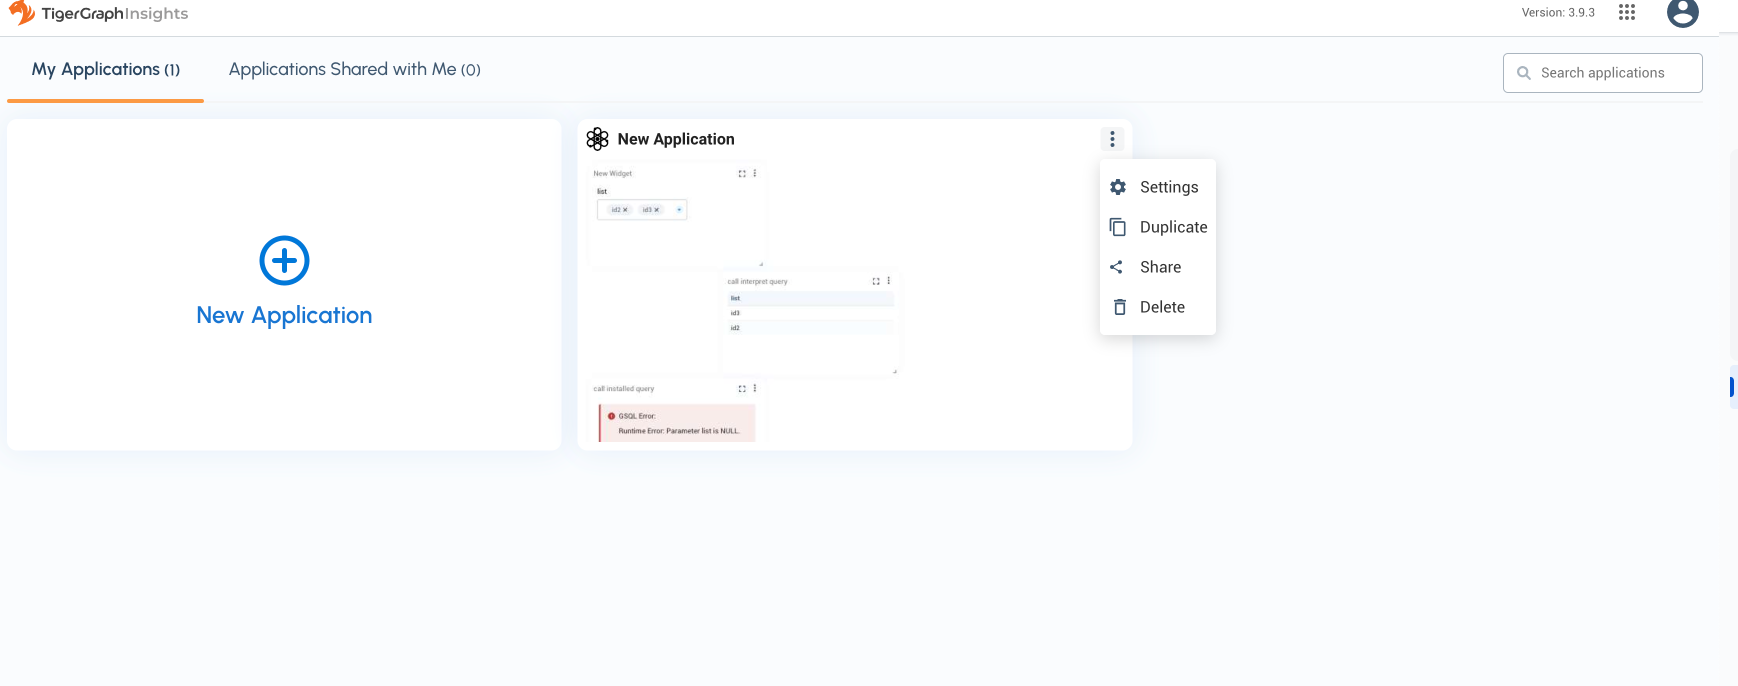 TigerGraph Insights
Version: 3.9.3
My Applications (1)
Applications Shared with Me (0)
Search applications
New Application
New Application
Settings
Duplicate
Share
Delete
New Widget
list
id2 ×
id3 ×
call interpret query
list
id3
id2
call installed query
GSQL Error:
Runtime Error: Parameter list is NULL.